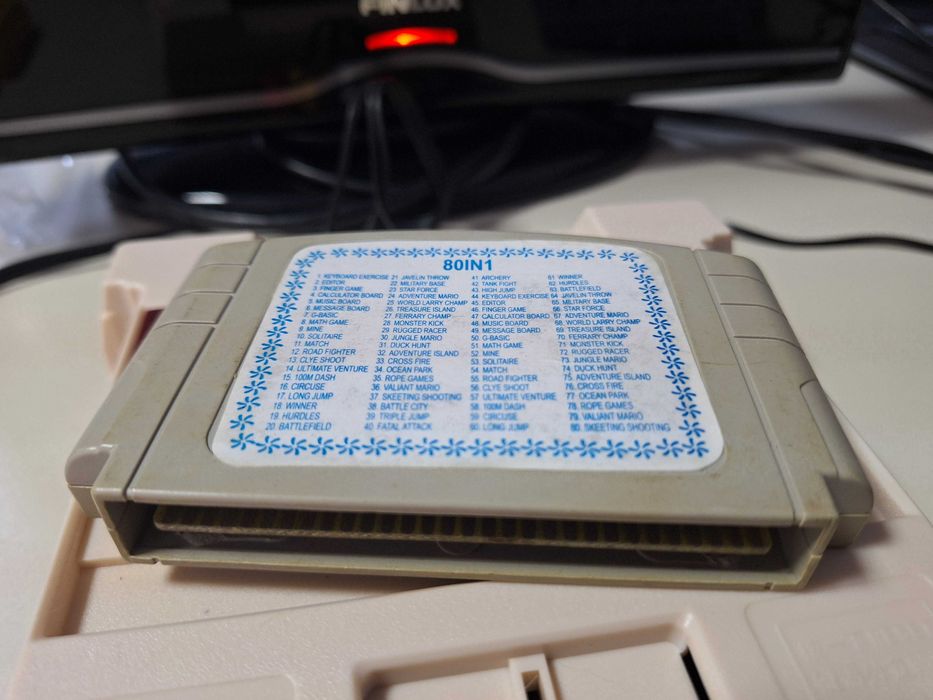 FINLUX
80IN1
1. KEYBOARD EXERCISE
2. EDITOR
3. FINGER GAME
4. CALCULATOR BOARD
5. MUSIC BOARD
6. MESSAGE BOARD
7. G-BASIC
8. MATH GAME
9. MINE
10. SOLITAIRE
11. MATCH
12. ROAD FIGHTER
13. CLYE SHOOT
14. ULTIMATE VENTURE
15. 100M DASH
16. CIRCUSE
17. LONG JUMP
18. WINNER
19. HURDLES
20. BATTLEFIELD
21. JAVELIN THROW
22. MILITARY BASE
23. STAR FORCE
24. ADVENTURE MARIO
25. WORLD LARRY CHAMP
26. TREASURE ISLAND
27. FERRARY CHAMP
28. MONSTER KICK
29. RUGGED RACER
30. JUNGLE MARIO
31. DUCK HUNT
32. ADVENTURE ISLAND
33. CROSS FIRE
34. OCEAN PARK
35. ROPE GAMES
36. VALIANT MARIO
37. SKEETING SHOOTING
38. BATTLE CITY
39. TRIPLE JUMP
40. FATAL ATTACK
41. ARCHERY
42. TANK FIGHT
43. HIGH JUMP
44. KEYBOARD EXERCISE
45. EDITOR
46. FINGER GAME
47. CALCULATOR BOARD
48. MUSIC BOARD
49. MESSAGE BOARD
50. G-BASIC
51. MATH GAME
52. MINE
53. SOLITAIRE
54. MATCH
55. ROAD FIGHTER
56. CLYE SHOOT
57. ULTIMATE VENTURE
58. 100M DASH
59. CIRCUSE
60. LONG JUMP
61. WINNER
62. HURDLES
63. BATTLEFIELD
64. JAVELIN THROW
65. MILITARY BASE
66. STAR FORCE
67. ADVENTURE MARIO
68. WORLD LARRY CHAMP
69. TREASURE ISLAND
70. FERRARY CHAMP
71. MONSTER KICK
72. RUGGED RACER
73. JUNGLE MARIO
74. DUCK HUNT
75. ADVENTURE ISLAND
76. CROSS FIRE
77. OCEAN PARK
78. ROPE GAMES
79. VALIANT MARIO
80. SKEETING SHOOTING